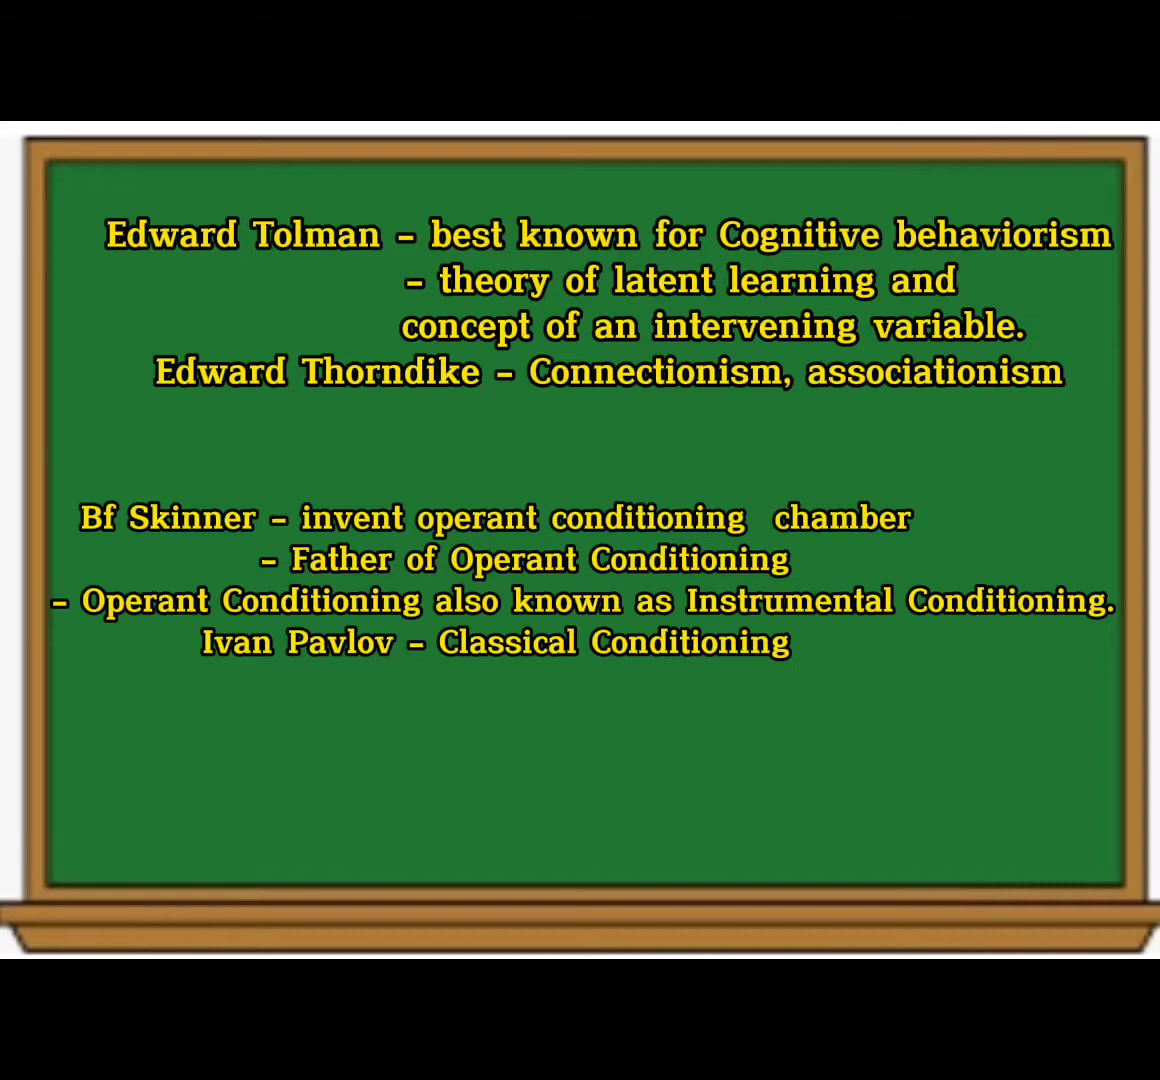 Edward Tolman - best known for Cognitive behaviorism
- theory of latent learning and
concept of an intervening variable.
Edward Thorndike - Connectionism, associationism
Bf Skinner - invent operant conditioning chamber
- Father of Operant Conditioning
- Operant Conditioning also known as Instrumental Conditioning.
Ivan Pavlov - Classical Conditioning